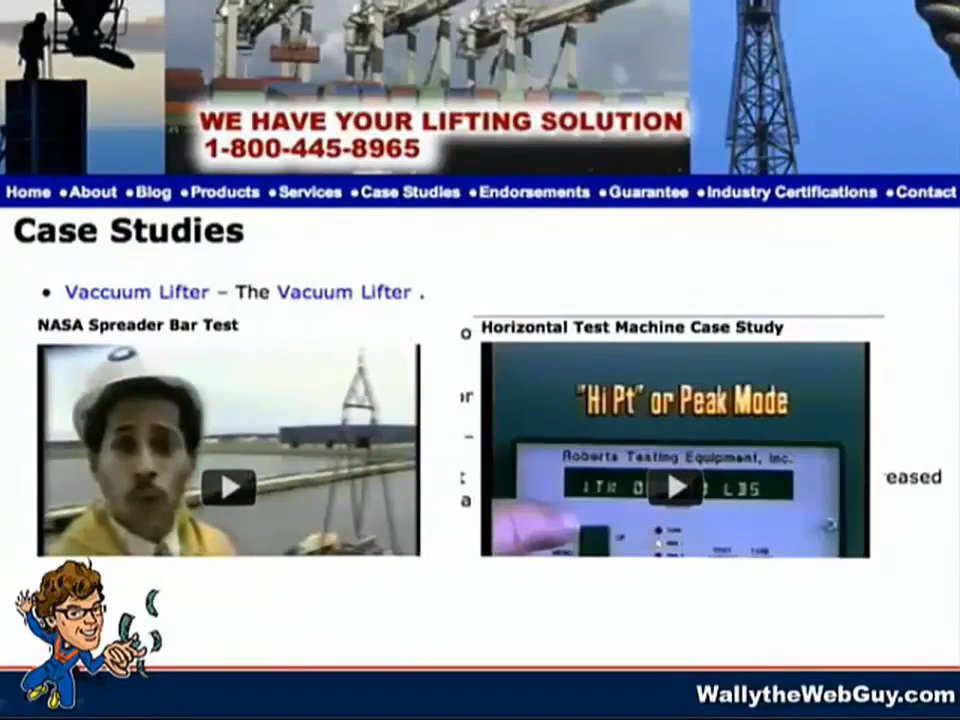 WE HAVE YOUR LIFTING SOLUTION
1-800-445-8965
Home • About • Blog • Products • Services • Case Studies • Endorsements • Guarantee • Industry Certifications • Contact
Case Studies
• Vaccuum Lifter – The Vacuum Lifter .
NASA Spreader Bar Test
Horizontal Test Machine Case Study
"Hi Pt" or Peak Mode
Roberts Testing Equipment, Inc.
LBS
eased
WallytheWebGuy.com